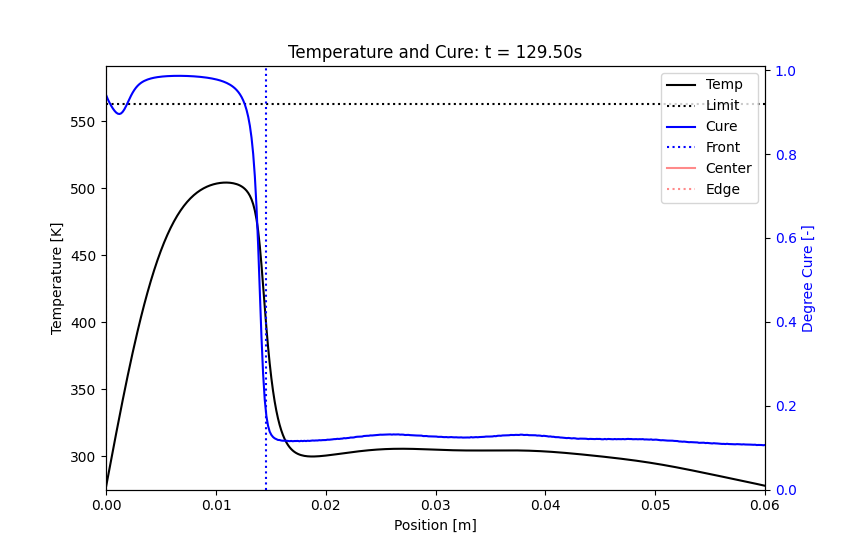 Temperature and Cure: t = 129.50s
Temp
Limit
Cure
Front
Center
Edge
Temperature [K]
550
500
450
400
350
300
1.0
0.8
0.6
0.4
0.2
0.0
Degree Cure [-]
0.00 0.01 0.02 0.03 0.04 0.05 0.06
Position [m]